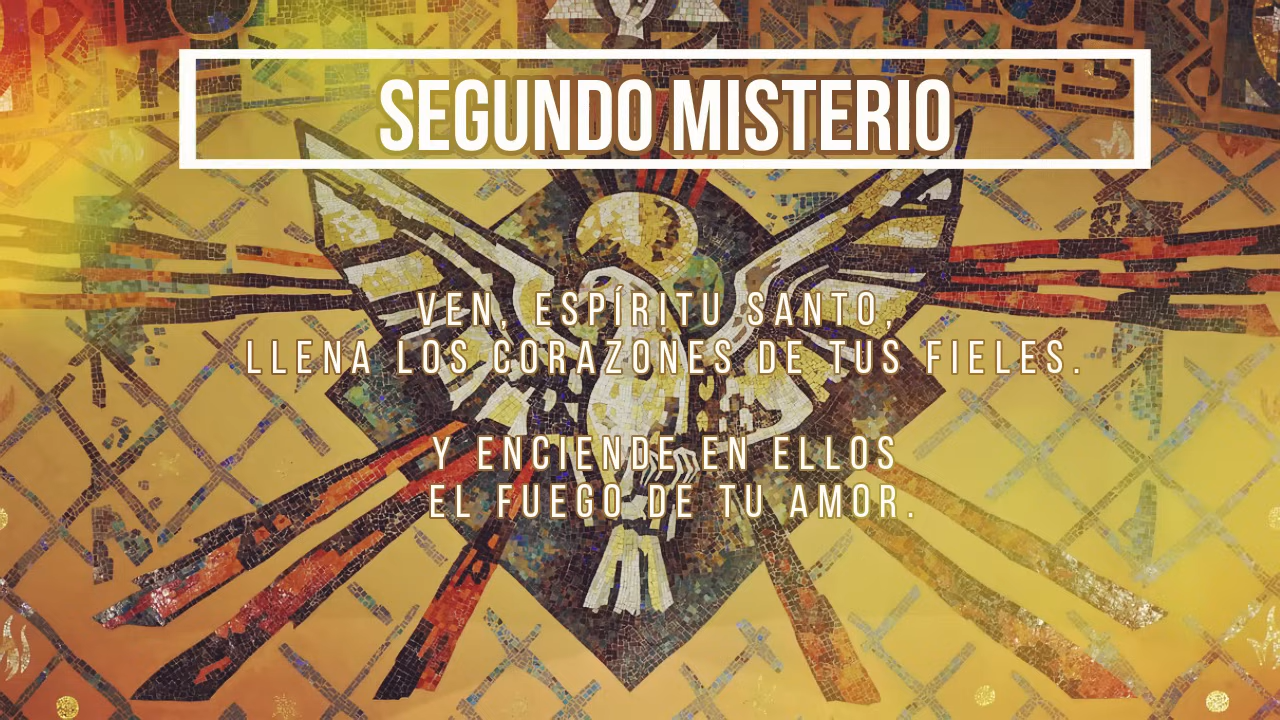 SEGUNDO MISTERIO
VEN, ESPÍRITU SANTO,
LLENA LOS CORAZONES DE TUS FIELES.
Y ENCIENDE EN ELLOS
EL FUEGO DE TU AMOR.